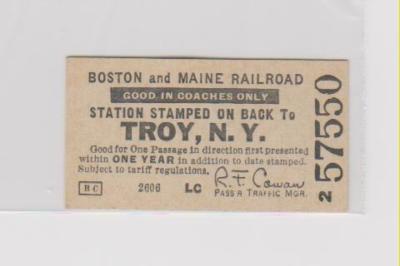 BOSTON and MAINE RAILROAD
GOOD IN COACHES ONLY
STATION STAMPED ON BACK To
TROY, N. Y.
Good for One Passage in direction first presented
within ONE YEAR in addition to date stamped.
Subject to tariff regulations.
BC 2606 LC R.F. Cowan
PASS'R TRAFFIC MGR.
2 57550